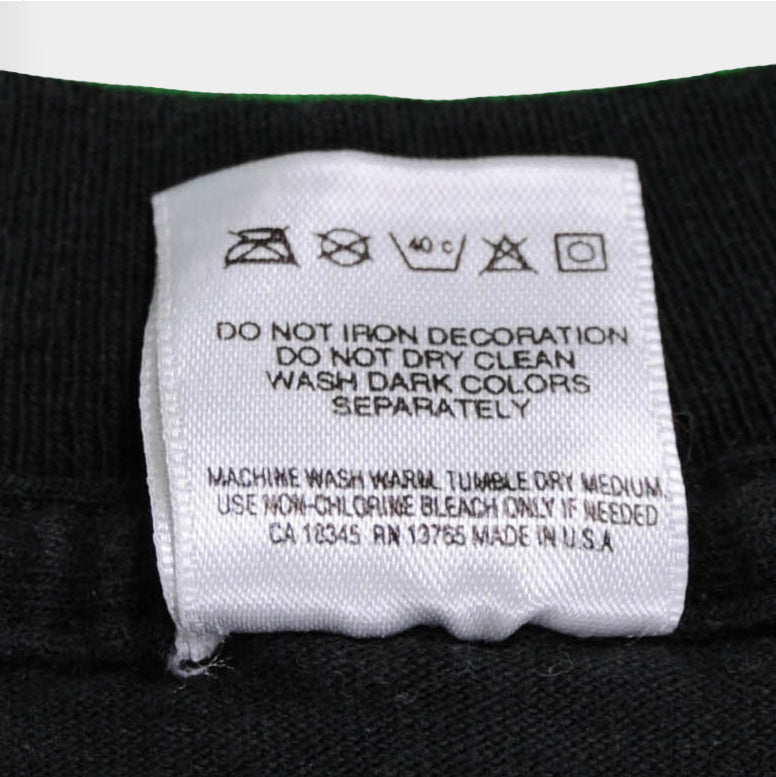 40 c
DO NOT IRON DECORATION
DO NOT DRY CLEAN
WASH DARK COLORS
SEPARATELY
MACHINE WASH WARM, TUMBLE DRY MEDIUM,
USE NON-CHLORINE BLEACH ONLY IF NEEDED
CA 18345 RN 13765 MADE IN U.S.A